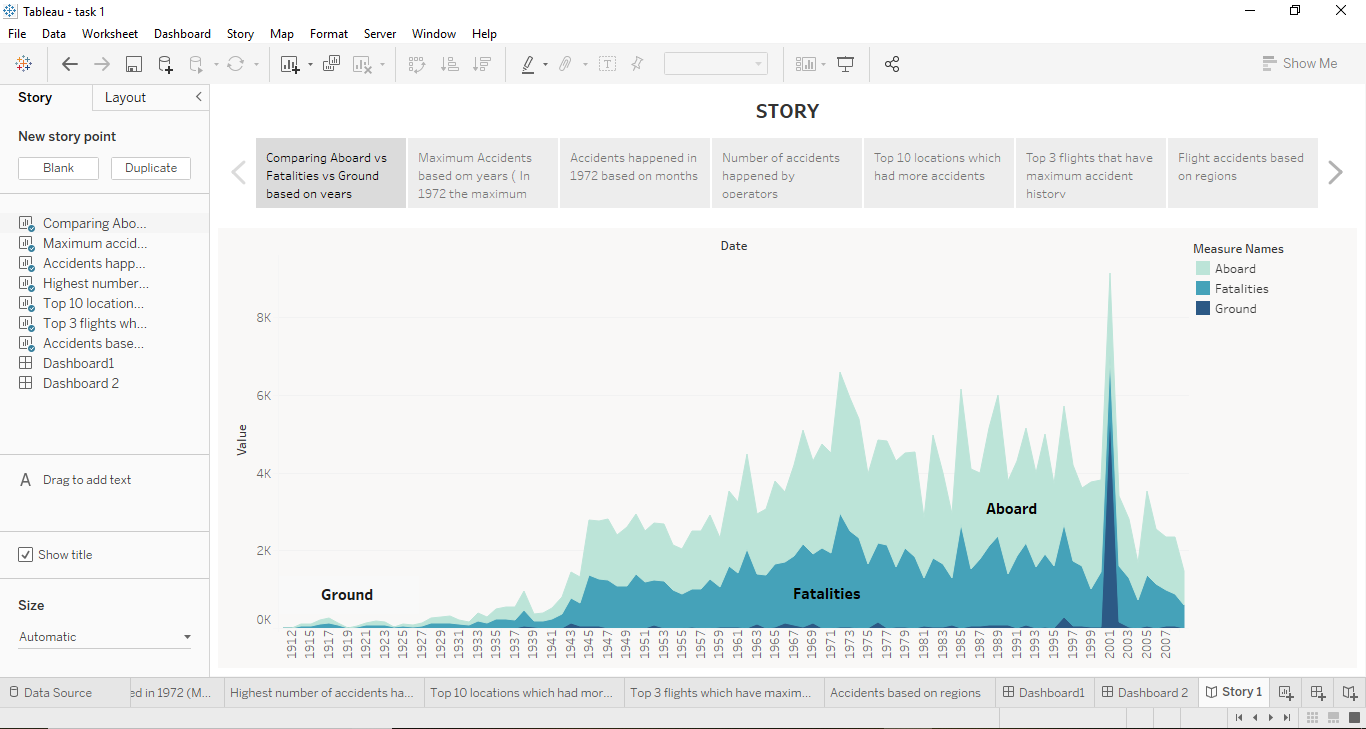 Tableau - task 1
File Data Worksheet Dashboard Story Map Format Server Window Help
Show Me
Story Layout
New story point
Blank Duplicate
Comparing Abo...
Maximum accid...
Accidents happ...
Highest number...
Top 10 location...
Top 3 flights wh...
Accidents base...
Dashboard1
Dashboard 2
A Drag to add text
Show title
Size
Automatic
STORY
Comparing Aboard vs
Fatalities vs Ground
based on years
Maximum Accidents
based om years ( In
1972 the maximum
Accidents happened in
1972 based on months
Number of accidents
happened by
operators
Top 10 locations which
had more accidents
Top 3 flights that have
maximum accident
history
Flight accidents based
on regions
Date
Measure Names
Aboard
Fatalities
Ground
Value
8K
6K
4K
2K
0K
Aboard
Fatalities
Ground
1912 1915 1917 1919 1921 1923 1925 1927 1929 1931 1933 1935 1937 1939 1941 1943 1945 1947 1949 1951 1953 1955 1957 1959 1961 1963 1965 1967 1969 1971 1973 1975 1977 1979 1981 1983 1985 1987 1989 1991 1993 1995 1997 1999 2001 2003 2005 2007
Data Source ed in 1972 (M... Highest number of accidents ha... Top 10 locations which had mor... Top 3 flights which have maxim... Accidents based on regions Dashboard1 Dashboard 2 Story 1